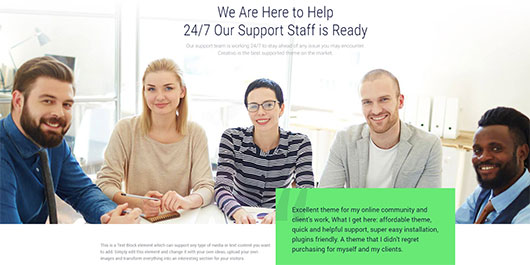 We Are Here to Help
24/7 Our Support Staff is Ready
Our support team is working 24/7 to stay ahead of any issue you may encounter.
is the best supported theme on the market.
Excellent theme for my online community and
client's work, What I get here: affordable theme,
quick and helpful support, super easy installation,
plugins friendly. A theme that I didn't regret
purchasing for myself and my clients.
This is a Text Block element which can support any type of media or text content you want
to add. Simply edit this element and change it with your own ideas, upload your own
images and transform everything into an interesting section for your visitors.